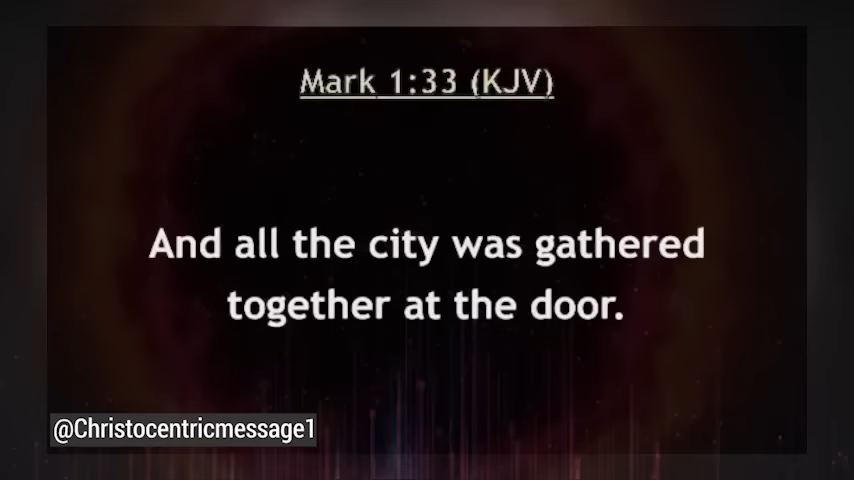 Mark 1:33 (KJV)
And all the city was gathered
together at the door.
@Christocentricmessage1